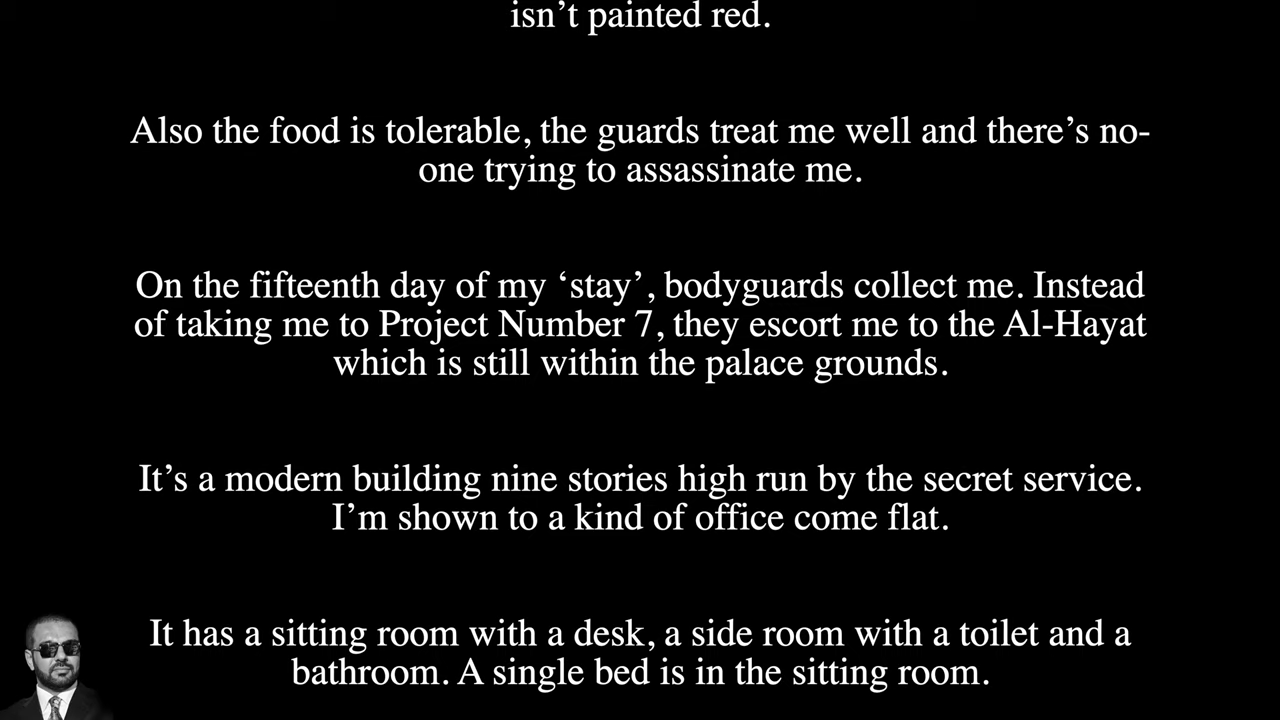 isn’t painted red.
Also the food is tolerable, the guards treat me well and there’s no-
one trying to assassinate me.
On the fifteenth day of my ‘stay’, bodyguards collect me. Instead
of taking me to Project Number 7, they escort me to the Al-Hayat
which is still within the palace grounds.
It’s a modern building nine stories high run by the secret service.
I’m shown to a kind of office come flat.
It has a sitting room with a desk, a side room with a toilet and a
bathroom. A single bed is in the sitting room.